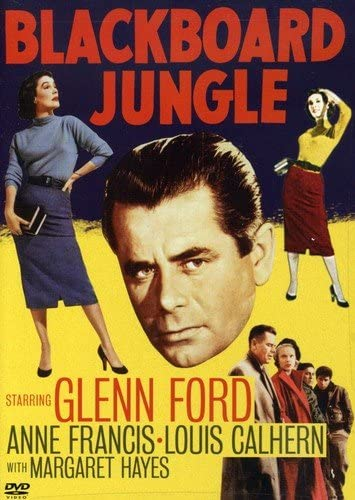 BLACKBOARD
JUNGLE
STARRING GLENN FORD
ANNE FRANCIS • LOUIS CALHERN
WITH MARGARET HAYES
DVD
VIDEO